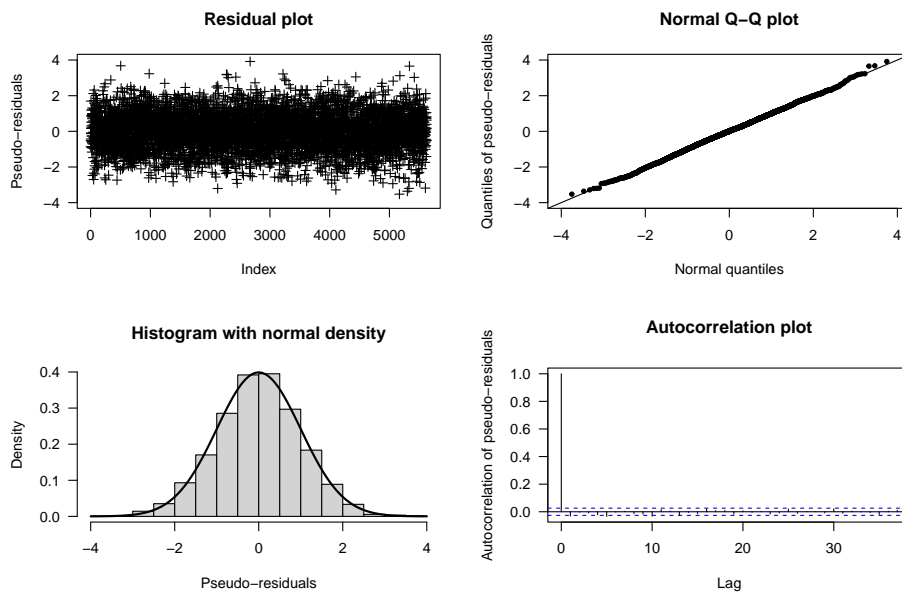 Residual plot
Pseudo−residuals
4
2
0
−2
−4
0 1000 2000 3000 4000 5000
Index
Normal Q−Q plot
Quantiles of pseudo−residuals
4
2
0
−2
−4
−4 −2 0 2 4
Normal quantiles
Histogram with normal density
Density
0.4
0.3
0.2
0.1
0.0
−4 −2 0 2 4
Pseudo−residuals
Autocorrelation plot
Autocorrelation of pseudo−residuals
1.0
0.8
0.6
0.4
0.2
0.0
0 10 20 30
Lag